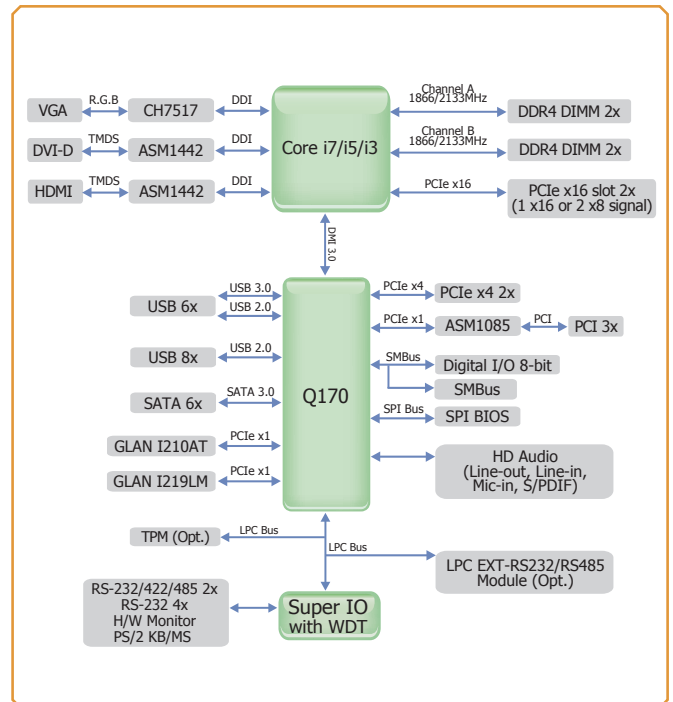 VGA
R.G.B
CH7517
DDI
DVI-D
TMDS
ASM1442
DDI
HDMI
TMDS
ASM1442
DDI
Core i7/i5/i3
Channel A
1866/2133MHz
DDR4 DIMM 2x
Channel B
1866/2133MHz
DDR4 DIMM 2x
PCIe x16
PCIe x16 slot 2x
(1 x16 or 2 x8 signal)
DMI 3.0
USB 6x
USB 3.0
USB 2.0
USB 8x
USB 2.0
SATA 6x
SATA 3.0
GLAN I210AT
PCIe x1
GLAN I219LM
PCIe x1
Q170
PCIe x4
PCIe x4 2x
PCIe x1
ASM1085
PCI
PCI 3x
SMBus
Digital I/O 8-bit
SMBus
SPI Bus
SPI BIOS
HD Audio
(Line-out, Line-in,
Mic-in, S/PDIF)
TPM (Opt.)
LPC Bus
LPC Bus
LPC EXT-RS232/RS485
Module (Opt.)
RS-232/422/485 2x
RS-232 4x
H/W Monitor
PS/2 KB/MS
Super IO
with WDT